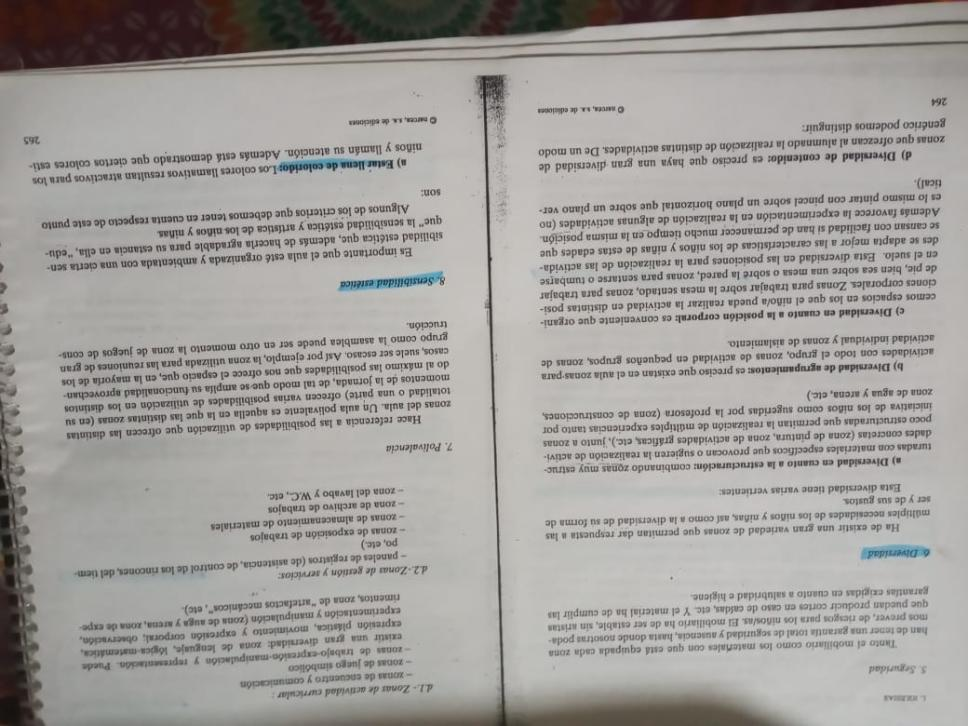 IGLESIAS
5. Seguridad
Tanto el mobiliario como los materiales con que está equipada cada zona
han de tener una garantía total de seguridad y ausencia, hasta donde nosotras poda-
mos prever, de riesgos para los niños/as. El mobiliario ha de ser estable, sin aristas
que puedan producir cortes en caso de caídas, etc. Y el material ha de cumplir las
garantías exigidas en cuanto a salubridad e higiene.
6. Diversidad
Ha de existir una gran variedad de zonas que permitan dar respuesta a las
múltiples necesidades de los niños y niñas, así como a la diversidad de su forma de
ser y de sus gustos.
Esta diversidad tiene varias vertientes:
a) Diversidad en cuanto a la estructuración: combinando zonas muy estruc-
turadas con materiales específicos que provocan o sugieren la realización de activi-
dades concretas (zona de pintura, zona de actividades gráficas, etc.), junto a zonas
poco estructuradas que permitan la realización de múltiples experiencias tanto por
iniciativa de los niños como sugeridas por la profesora (zona de construcciones,
zona de agua y arena, etc.)
b) Diversidad de agrupamientos: es preciso que existan en el aula zonas para
actividades con todo el grupo, zonas de actividad en pequeños grupos, zonas de
actividad individual y zonas de aislamiento.
c) Diversidad en cuanto a la posición corporal: es conveniente que organi-
cemos espacios en los que el niño/a pueda realizar la actividad en distintas posi-
ciones corporales. Zonas para trabajar sobre la mesa sentado, zonas para trabajar
de pie, bien sea sobre una mesa o sobre la pared, zonas para sentarse o tumbarse
en el suelo. Esta diversidad en las posiciones para la realización de las activida-
des se adapta mejor a las características de los niños y niñas de estas edades que
se cansan con facilidad si han de permanecer mucho tiempo en la misma posición.
Además favorece la experimentación en la realización de algunas actividades (no
es lo mismo pintar con pincel sobre un plano horizontal que sobre un plano ver-
tical).
d) Diversidad de contenidos: es preciso que haya una gran diversidad de
zonas que ofrezcan al alumnado la realización de distintas actividades. De un modo
genérico podemos distinguir:
264
© narcea, s.a. de ediciones
d.1.- Zonas de actividad curricular :
– zonas de encuentro y comunicación
– zonas de juego simbólico
– zonas de trabajo-expresión-manipulación y representación. Puede
existir una gran diversidad: zona de lenguaje, lógica-matemática,
expresión plástica, movimiento y expresión corporal; observación,
experimentación y manipulación (zona de auga y arena, zona de expe-
rimentos, zona de "artefactos mecánicos", etc).
d.2.-Zonas de gestión y servicios:
– paneles de registros (de asistencia, de control de los rincones, del tiem-
po, etc.)
– zonas de exposición de trabajos
– zonas de almacenamiento de materiales
– zona de archivo de trabajos
– zona del lavabo y W.C., etc.
7. Polivalencia
Hace referencia a las posibilidades de utilización que ofrecen las distintas
zonas del aula. Un aula polivalente es aquella en la que las distintas zonas (en su
totalidad o una parte) ofrecen varias posibilidades de utilización en los distintos
momentos de la jornada, de tal modo que se amplía su funcionalidad aprovechan-
do al máximo las posibilidades que nos ofrece el espacio que, en la mayoría de los
casos, suele ser escaso. Así por ejemplo, la zona utilizada para las reuniones de gran
grupo como la asamblea puede ser en otro momento la zona de juegos de cons-
trucción.
8. Sensibilidad estética
Es importante que el aula esté organizada y ambientada con una cierta sen-
sibilidad estética que, además de hacerla agradable para su estancia en ella, "edu-
que" la sensibilidad estética y artística de los niños y niñas.
Algunos de los criterios que debemos tener en cuenta respecto de este punto
son:
a) Estar llena de colorido: Los colores llamativos resultan atractivos para los
niños y llaman su atención. Además está demostrado que ciertos colores esti-
© narcea, s.a. de ediciones
265